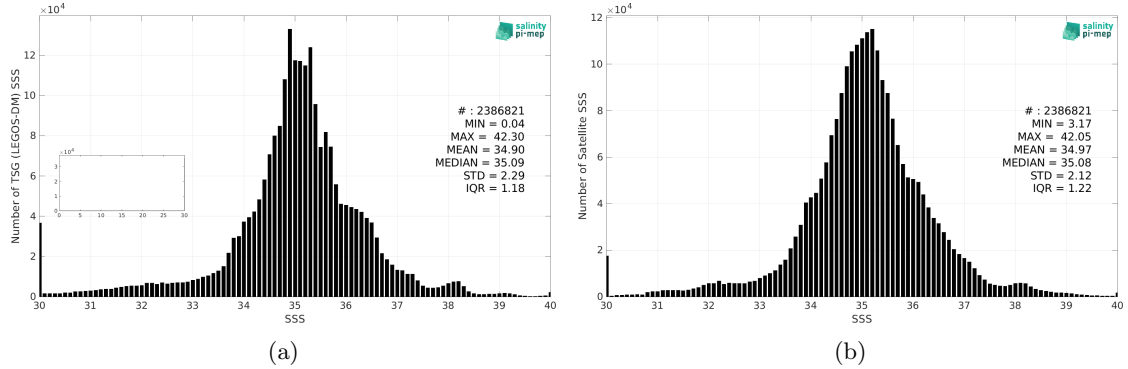 ×10⁴
14
12
10
8
6
4
2
0
Number of TSG (LEGOS-DM) SSS
salinity
pi-mep
# : 2386821
MIN = 0.04
MAX = 42.30
MEAN = 34.90
MEDIAN = 35.09
STD = 2.29
IQR = 1.18
×10⁴
3
2
1
0
0 5 10 15 20 25 30
30 31 32 33 34 35 36 37 38 39 40
SSS
(a)
12 ×10⁴
10
8
6
4
2
0
Number of Satellite SSS
salinity
pi-mep
# : 2386821
MIN = 3.17
MAX = 42.05
MEAN = 34.97
MEDIAN = 35.08
STD = 2.12
IQR = 1.22
30 31 32 33 34 35 36 37 38 39 40
SSS
(b)